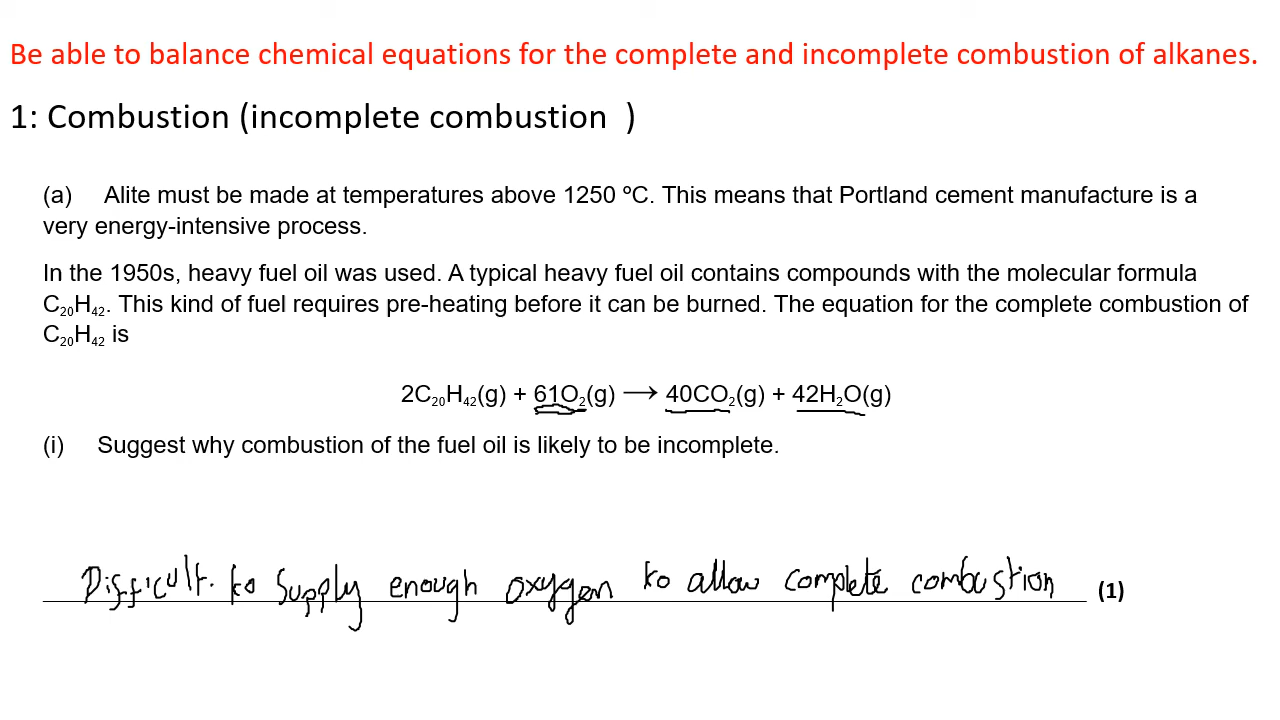 Be able to balance chemical equations for the complete and incomplete combustion of alkanes.
1: Combustion (incomplete combustion )
(a) Alite must be made at temperatures above 1250 ºC. This means that Portland cement manufacture is a
very energy-intensive process.
In the 1950s, heavy fuel oil was used. A typical heavy fuel oil contains compounds with the molecular formula
C₂₀H₄₂. This kind of fuel requires pre-heating before it can be burned. The equation for the complete combustion of
C₂₀H₄₂ is
2C₂₀H₄₂(g) + 61O₂(g) ⟶ 40CO₂(g) + 42H₂O(g)
(i) Suggest why combustion of the fuel oil is likely to be incomplete.
Difficult. to supply enough oxygen to allow complete combustion (1)